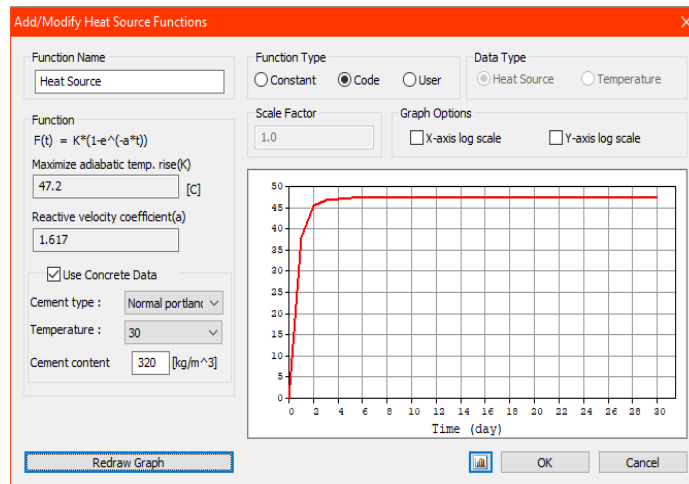 Add/Modify Heat Source Functions
Function Name
Heat Source
Function Type
Constant Code User
Data Type
Heat Source Temperature
Scale Factor
1.0
Graph Options
X-axis log scale Y-axis log scale
Function
F(t) = K*(1-e^(-a*t))
Maximize adiabatic temp. rise(K)
47.2 [C]
Reactive velocity coefficient(a)
1.617
Use Concrete Data
Cement type : Normal portlanc
Temperature : 30
Cement content 320 [kg/m^3]
50
45
40
35
30
25
20
15
10
5
0
0 2 4 6 8 10 12 14 16 18 20 22 24 26 28 30
Time (day)
Redraw Graph
OK Cancel